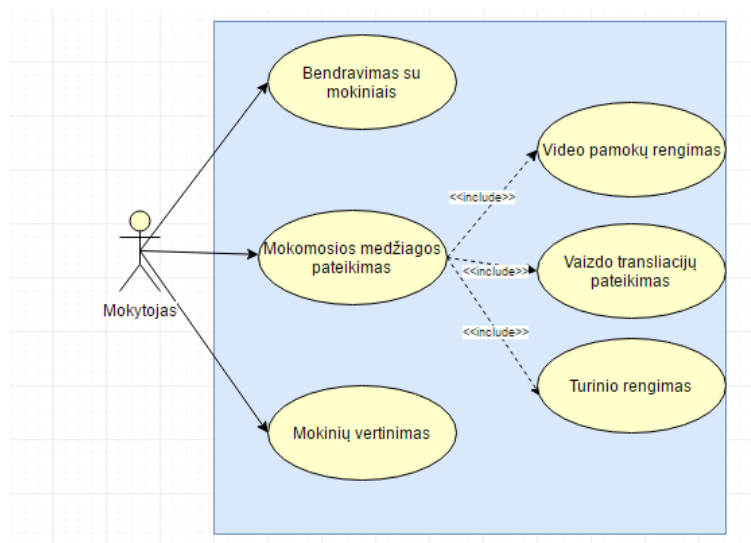 Bendravimas su
mokiniais
Video pamokų rengimas
<<include>>
Mokomosios medžiagos
pateikimas
Vaizdo transliacijų
pateikimas
<<include>>
Mokytojas
<<include>>
Turinio rengimas
Mokinių vertinimas